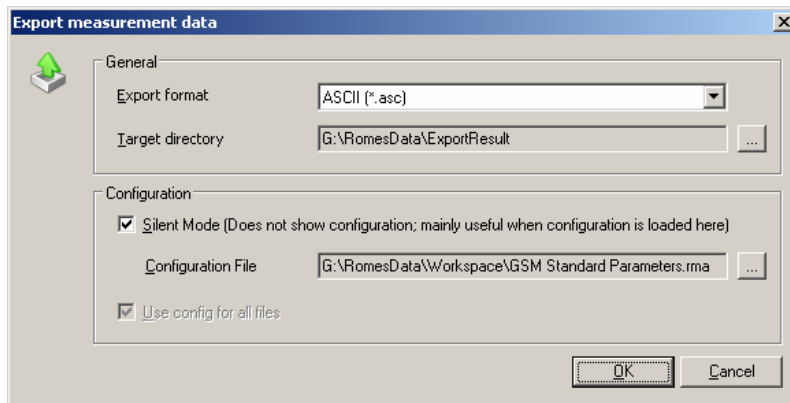 Export measurement data
General
Export format
ASCII (*.asc)
Target directory
G:\RomesData\ExportResult
...
Configuration
Silent Mode (Does not show configuration; mainly useful when configuration is loaded here)
Configuration File
G:\RomesData\Workspace\GSM Standard Parameters.rma
...
Use config for all files
OK
Cancel